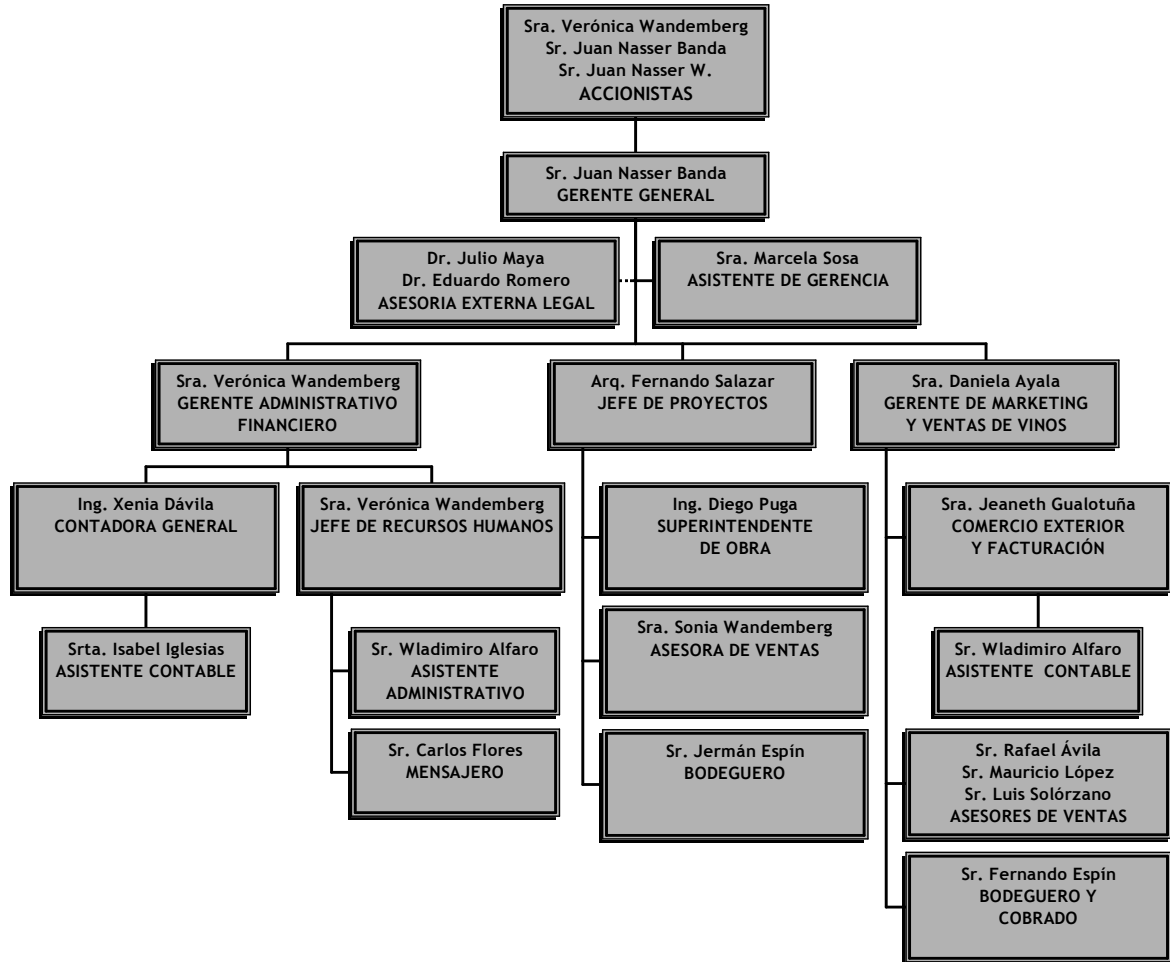 Sra. Verónica Wandemberg
Sr. Juan Nasser Banda
Sr. Juan Nasser W.
ACCIONISTAS
Sr. Juan Nasser Banda
GERENTE GENERAL
Dr. Julio Maya
Dr. Eduardo Romero
ASESORIA EXTERNA LEGAL
Sra. Marcela Sosa
ASISTENTE DE GERENCIA
Sra. Verónica Wandemberg
GERENTE ADMINISTRATIVO
FINANCIERO
Arq. Fernando Salazar
JEFE DE PROYECTOS
Sra. Daniela Ayala
GERENTE DE MARKETING
Y VENTAS DE VINOS
Ing. Xenia Dávila
CONTADORA GENERAL
Sra. Verónica Wandemberg
JEFE DE RECURSOS HUMANOS
Ing. Diego Puga
SUPERINTENDENTE
DE OBRA
Sra. Jeaneth Gualotuña
COMERCIO EXTERIOR
Y FACTURACIÓN
Srta. Isabel Iglesias
ASISTENTE CONTABLE
Sr. Wladimiro Alfaro
ASISTENTE
ADMINISTRATIVO
Sra. Sonia Wandemberg
ASESORA DE VENTAS
Sr. Wladimiro Alfaro
ASISTENTE  CONTABLE
Sr. Carlos Flores
MENSAJERO
Sr. Jermán Espín
BODEGUERO
Sr. Rafael Ávila
Sr. Mauricio López
Sr. Luis Solórzano
ASESORES DE VENTAS
Sr. Fernando Espín
BODEGUERO Y
COBRADO